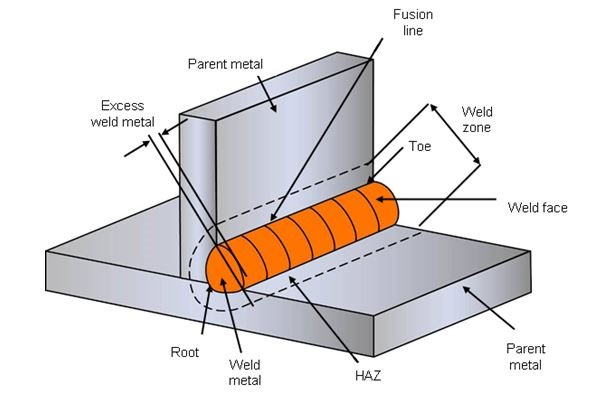 Fusion
line
Parent metal
Excess
weld metal
Weld
zone
Toe
Weld face
Root
Weld
metal
HAZ
Parent
metal